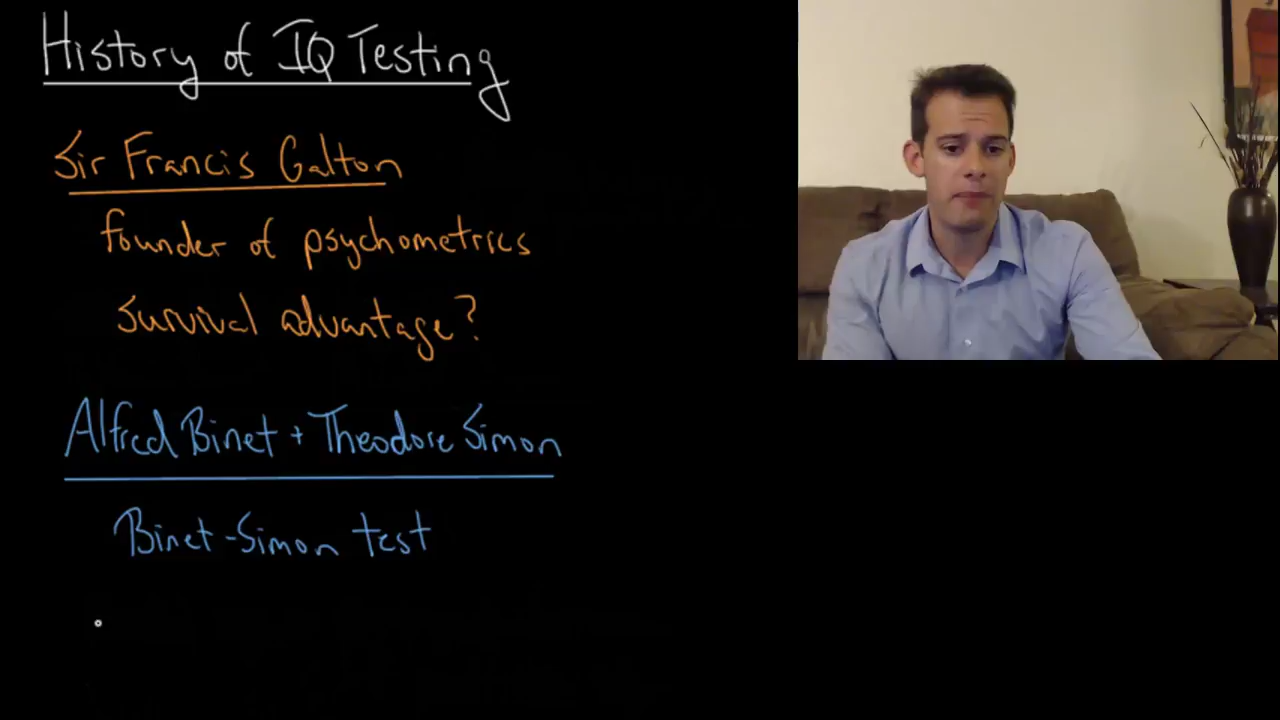 History of IQ Testing
Sir Francis Galton
founder of psychometrics
survival advantage?
Alfred Binet + Theodore Simon
Binet-Simon test